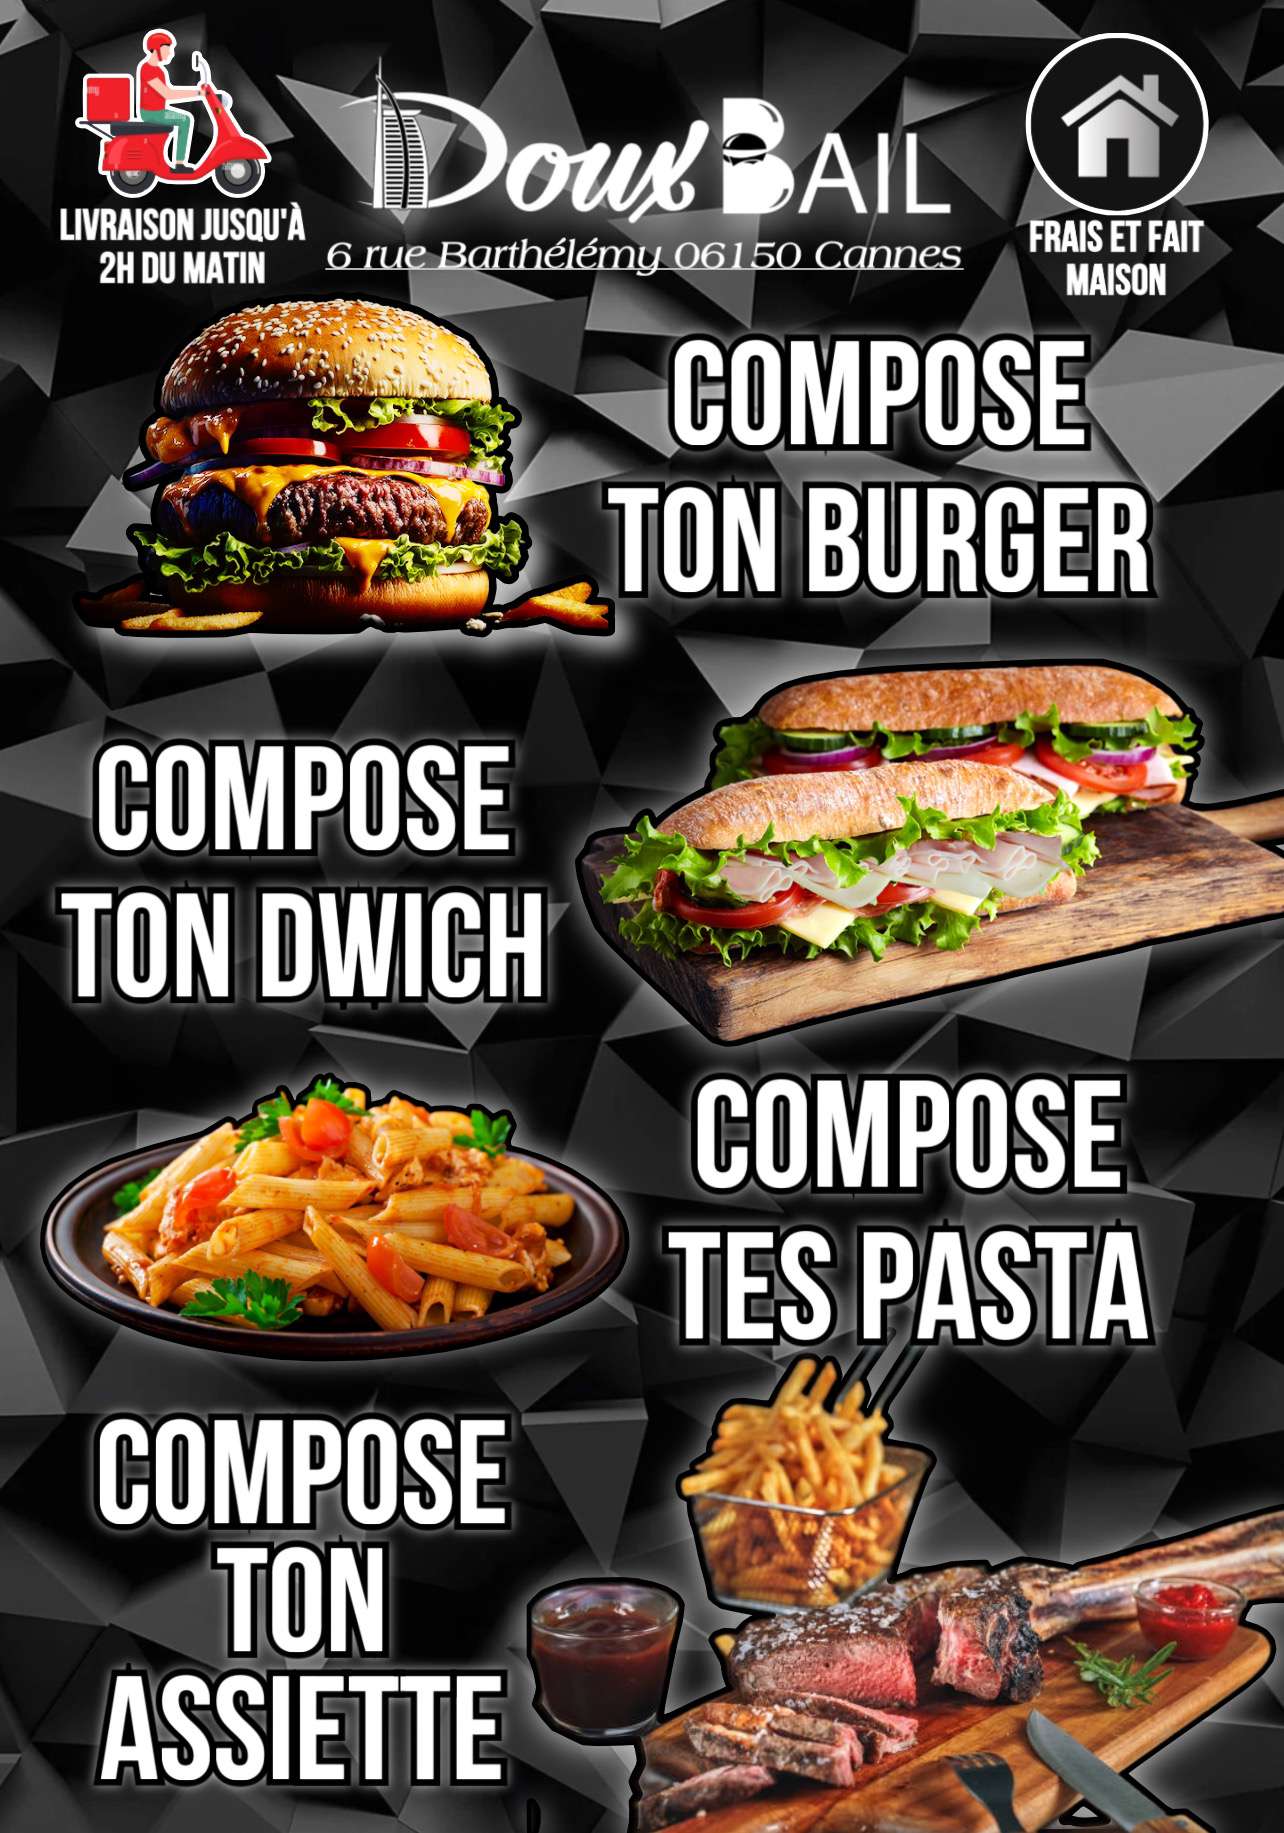 LIVRAISON JUSQU'À
2H DU MATIN
Doux BAIL
6 rue Barthélémy 06150 Cannes
FRAIS ET FAIT
MAISON
COMPOSE
TON BURGER
COMPOSE
TON DWICH
COMPOSE
TES PASTA
COMPOSE
TON
ASSIETTE